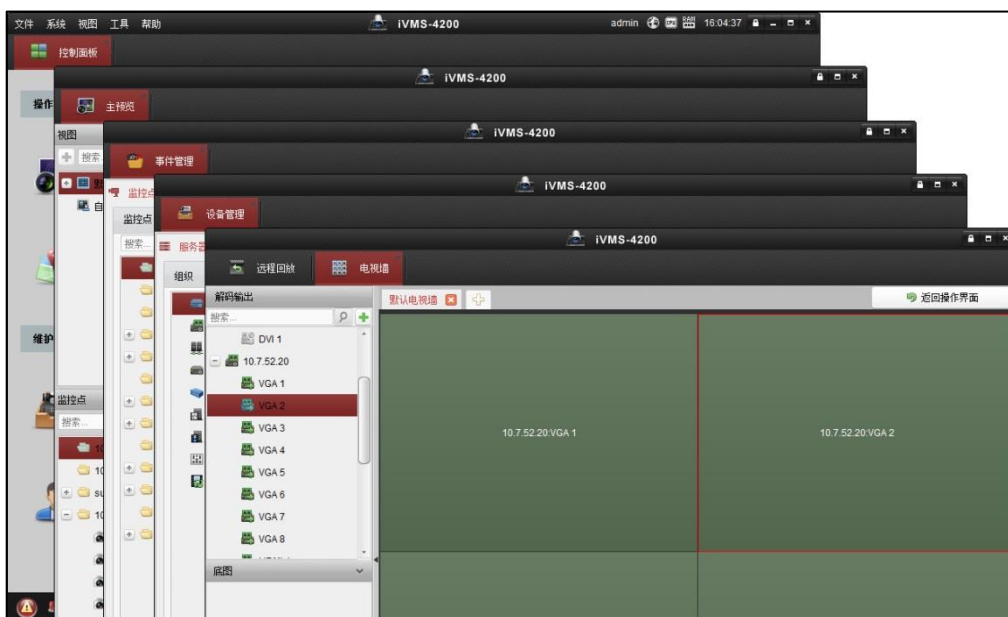 文件 系统 视图 工具 帮助 iVMS-4200 admin 16:04:37
控制面板
iVMS-4200
操作
主预览
iVMS-4200
视图
搜索
事件管理
iVMS-4200
监控点
设备管理
监控点
搜索...
服务器
iVMS-4200
远程回放 电视墙
组织
解码输出
默认电视墙
返回操作界面
搜索...
DVI 1
10.7.52.20
VGA 1
VGA 2
VGA 3
VGA 4
VGA 5
VGA 6
VGA 7
VGA 8
10.7.52.20:VGA 1
10.7.52.20:VGA 2
维护
监控点
搜索...
底图